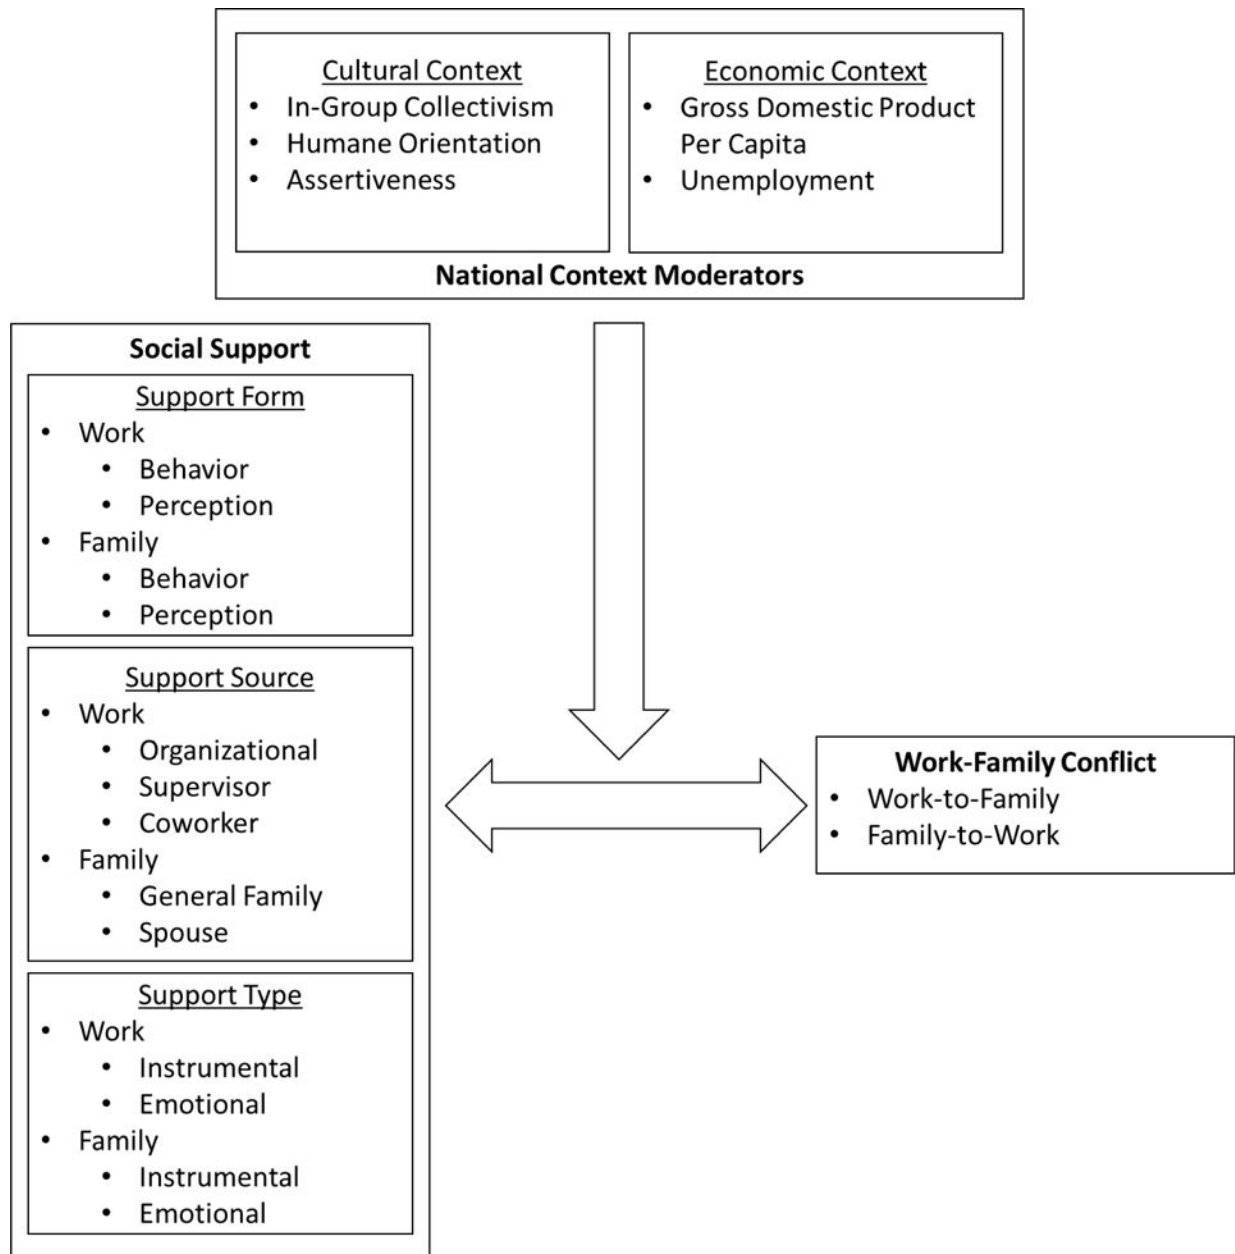 Cultural Context
• In-Group Collectivism
• Humane Orientation
• Assertiveness
Economic Context
• Gross Domestic Product
Per Capita
• Unemployment
National Context Moderators
Social Support
Support Form
• Work
• Behavior
• Perception
• Family
• Behavior
• Perception
Support Source
• Work
• Organizational
• Supervisor
• Coworker
• Family
• General Family
• Spouse
Support Type
• Work
• Instrumental
• Emotional
• Family
• Instrumental
• Emotional
Work-Family Conflict
• Work-to-Family
• Family-to-Work